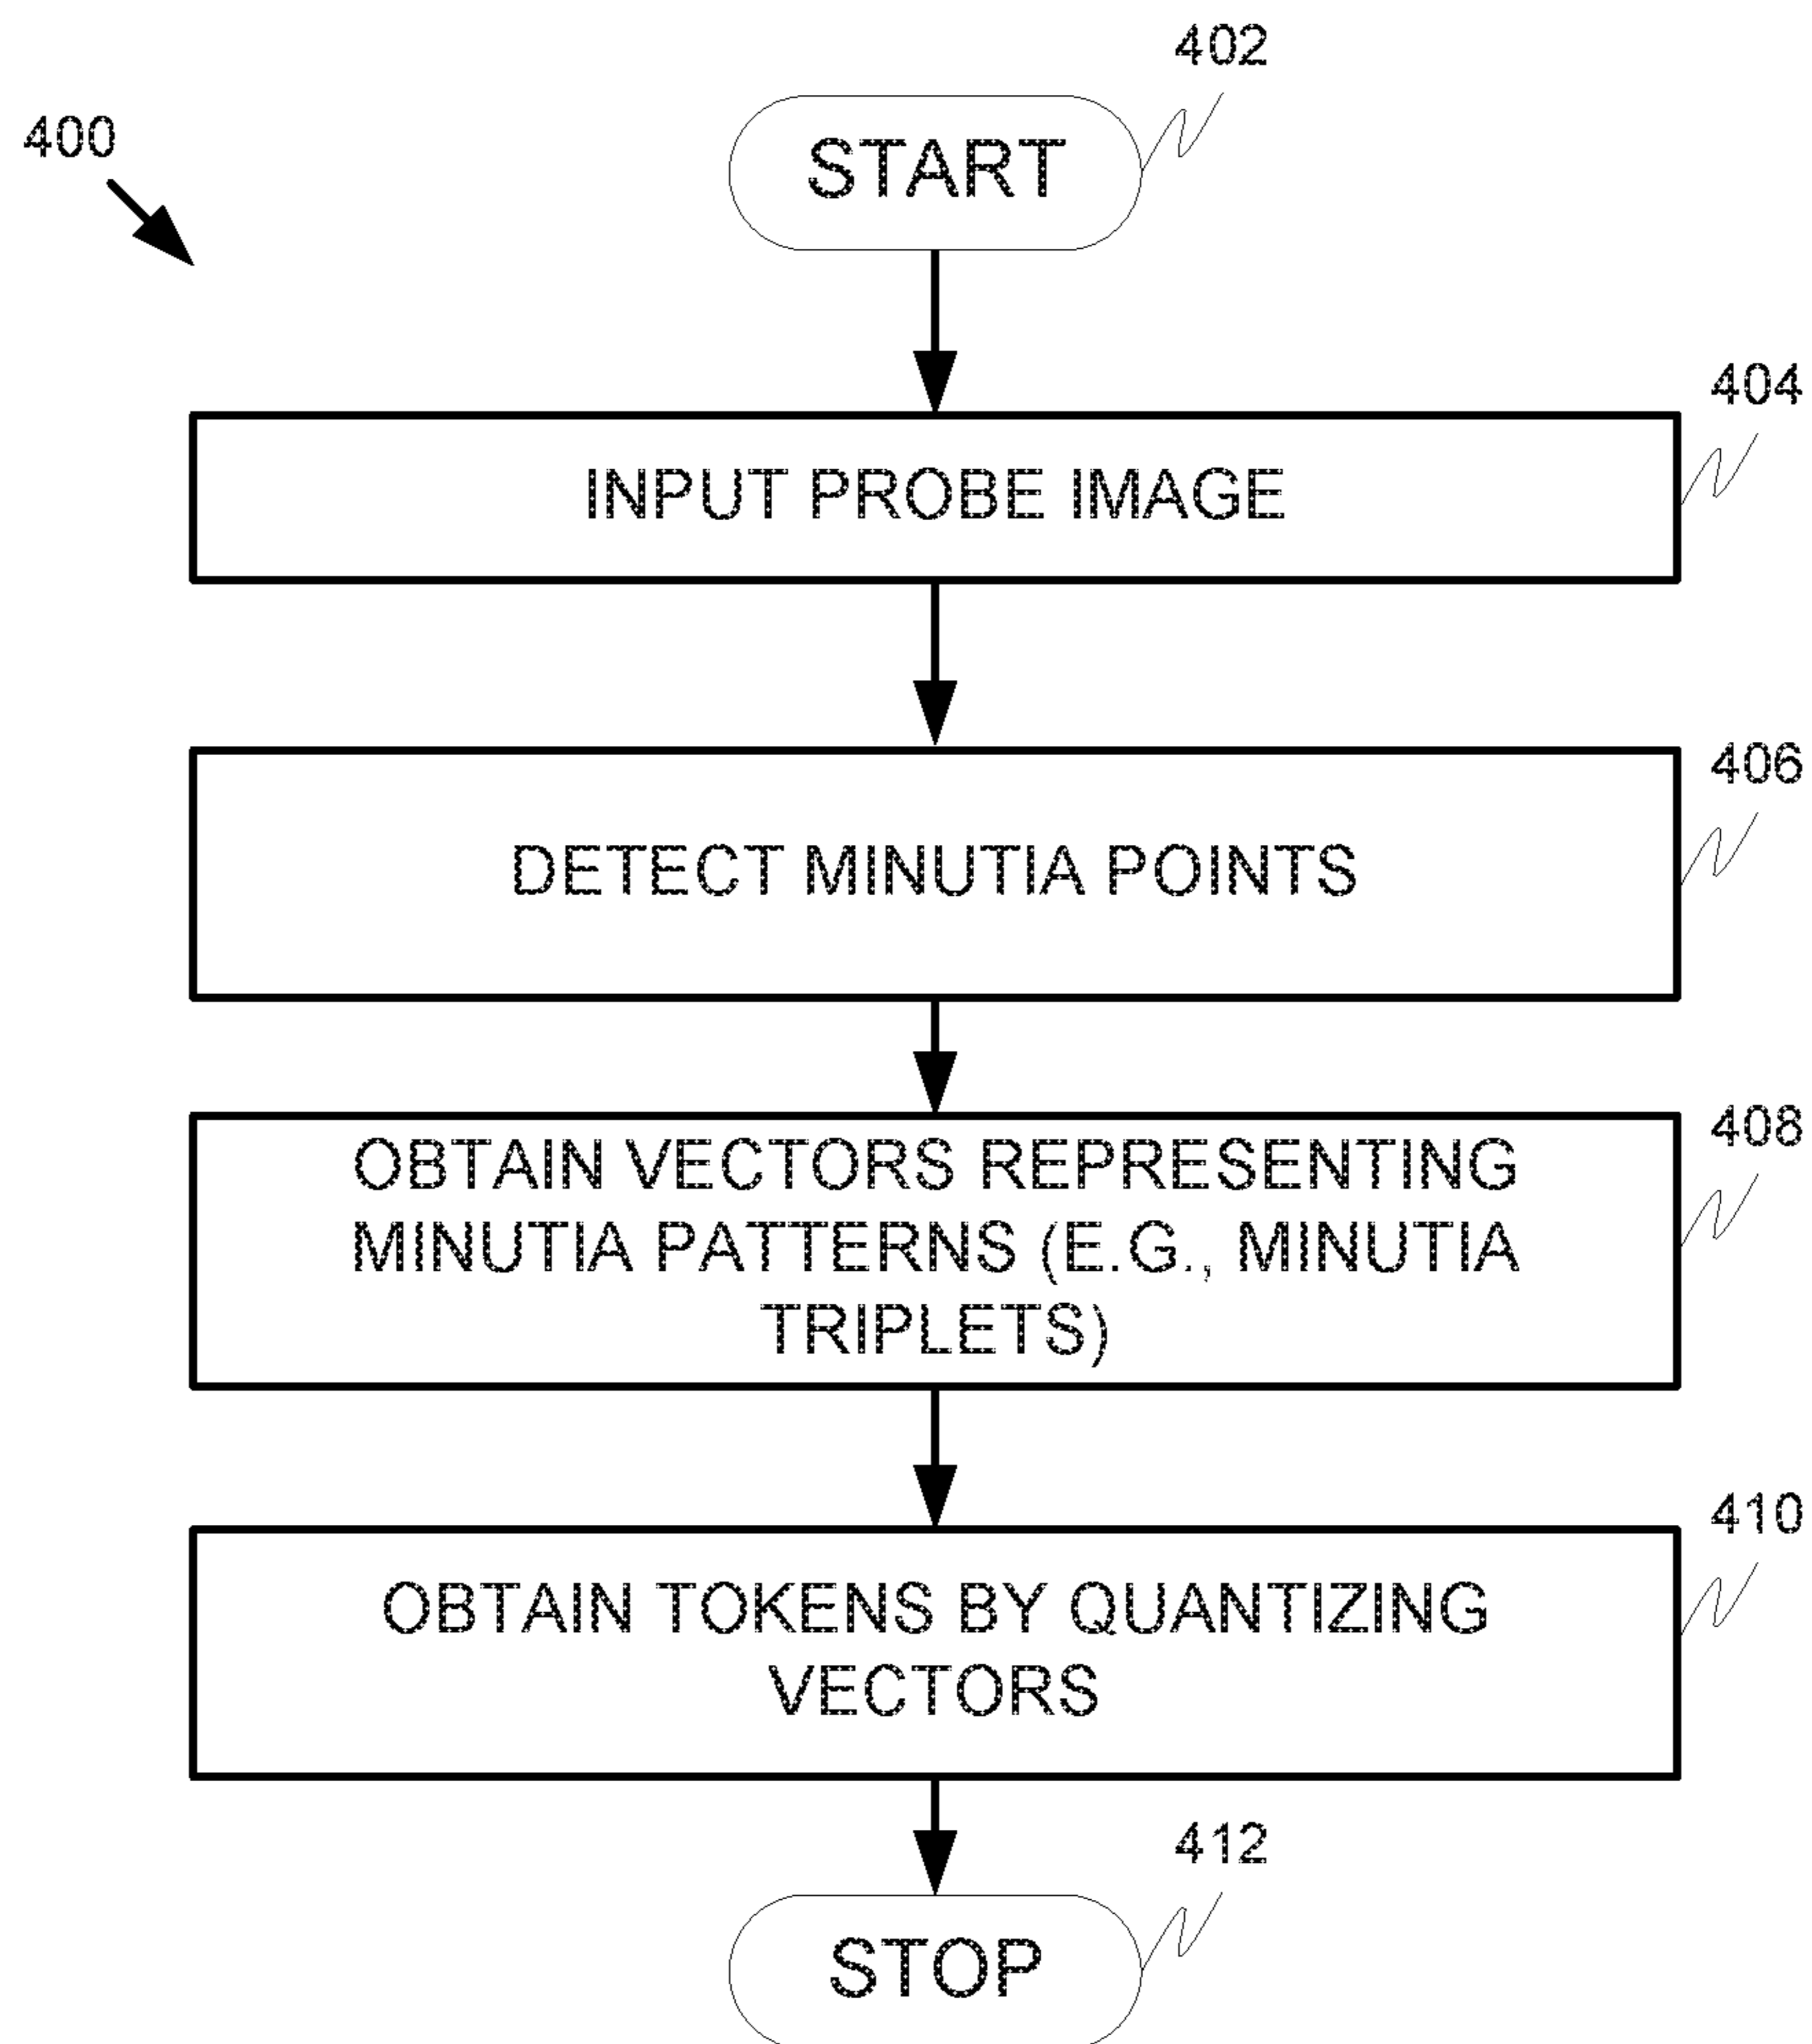 402
400
START
404
INPUT PROBE IMAGE
406
DETECT MINUTIA POINTS
408
OBTAIN VECTORS REPRESENTING
MINUTIA PATTERNS (E.G., MINUTIA
TRIPLETS)
410
OBTAIN TOKENS BY QUANTIZING
VECTORS
412
STOP